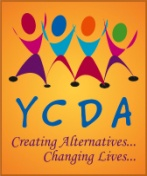 YCDA
Creating Alternatives...
Changing Lives...